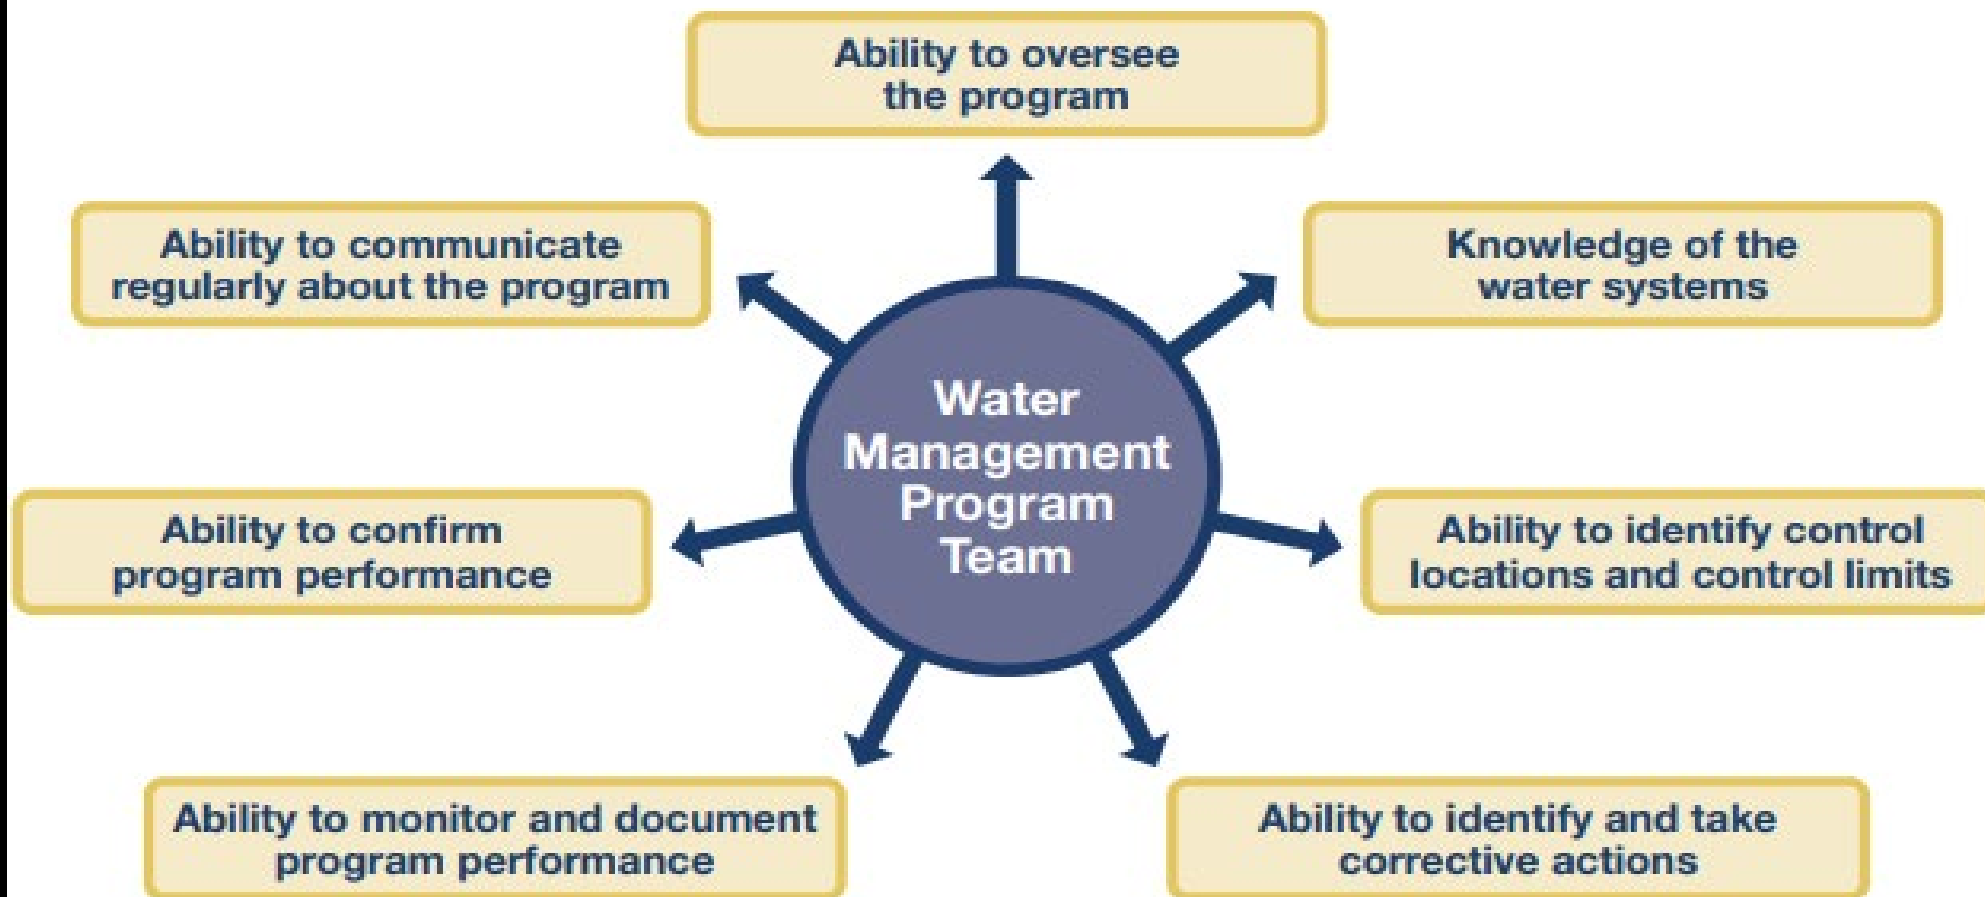 Ability to oversee
the program
Ability to communicate
regularly about the program
Knowledge of the
water systems
Water
Management
Program
Team
Ability to confirm
program performance
Ability to identify control
locations and control limits
Ability to monitor and document
program performance
Ability to identify and take
corrective actions